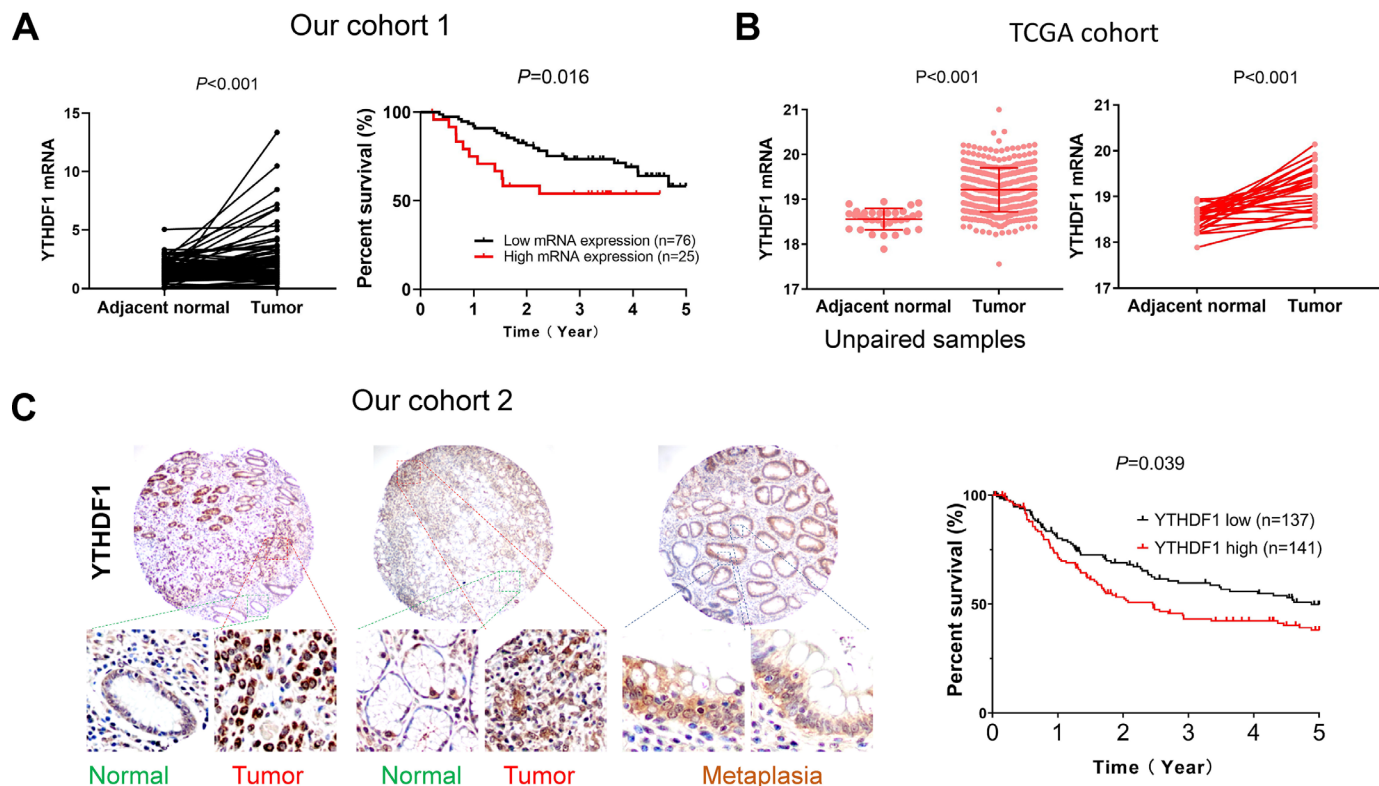 A
Our cohort 1
P<0.001
YTHDF1 mRNA
15
10
5
0
Adjacent normal
Tumor
P=0.016
Percent survival (%)
100
50
0
Low mRNA expression (n=76)
High mRNA expression (n=25)
0 1 2 3 4 5
Time ( Year)
B
TCGA cohort
P<0.001
YTHDF1 mRNA
21
20
19
18
17
Adjacent normal
Tumor
Unpaired samples
P<0.001
YTHDF1 mRNA
21
20
19
18
17
Adjacent normal
Tumor
C
Our cohort 2
YTHDF1
Normal
Tumor
Normal
Tumor
Metaplasia
P=0.039
Percent survival (%)
100
50
0
YTHDF1 low (n=137)
YTHDF1 high (n=141)
0 1 2 3 4 5
Time ( Year)